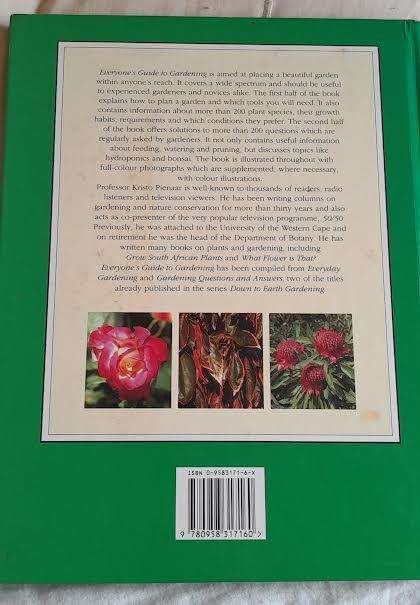 Everyone's Guide to Gardening is aimed at placing a beautiful garden
within anyone's reach. It covers a wide spectrum and should be useful
to experienced gardeners and novices alike. The first half of the book
explains how to plan a garden and which tools you will need. It also
contains information about more than 200 plant species, their growth
habits, requirements and which conditions they prefer. The second half
of the book offers solutions to more than 200 questions which are
regularly asked by gardeners. It not only contains useful information
about feeding, watering and pruning, but discusses topics like
hydroponics and bonsai. The book is illustrated throughout with
full-colour photographs which are supplemented, where necessary,
with colour illustrations.
Professor Kristo Pienaar is well-known to thousands of readers, radio
listeners and television viewers. He has been writing columns on
gardening and nature conservation for more than thirty years and also
acts as co-presenter of the very popular television programme, 50/50
Previously, he was attached to the University of the Western Cape and
on retirement he was the head of the Department of Botany. He has
written many books on plants and gardening, including
Grow South African Plants and What Flower is That?
Everyone's Guide to Gardening has been compiled from Everyday
Gardening and Gardening Questions and Answers, two of the titles
already published in the series Down to Earth Gardening.
ISBN 0-9583171-6-X
9 780958 317160 >